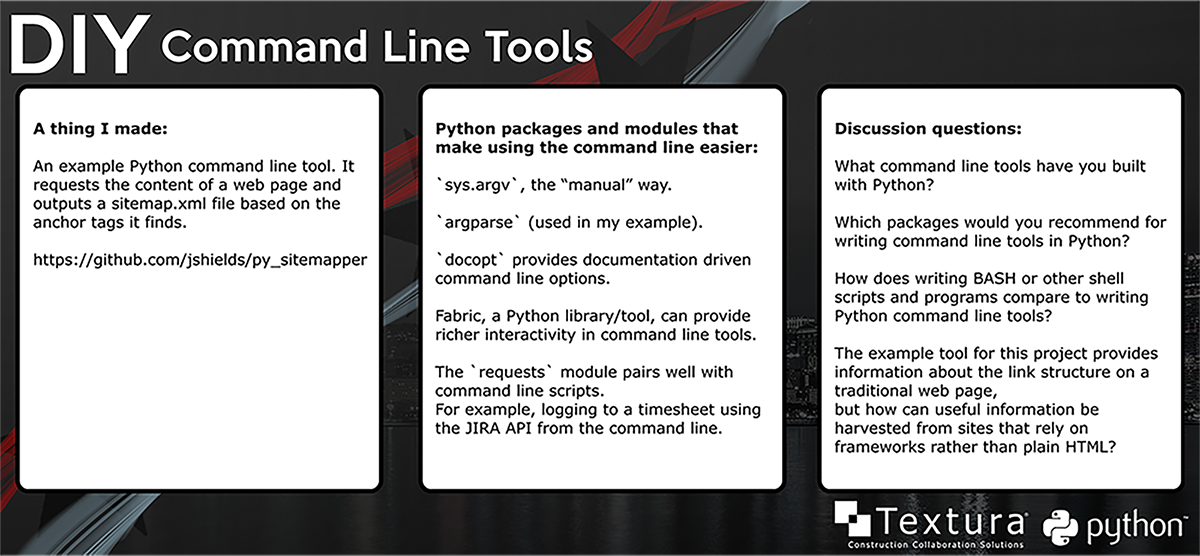 DIY Command Line Tools
A thing I made:
An example Python command line tool. It
requests the content of a web page and
outputs a sitemap.xml file based on the
anchor tags it finds.
https://github.com/jshields/py_sitemapper
Python packages and modules that
make using the command line easier:
`sys.argv`, the “manual” way.
`argparse` (used in my example).
`docopt` provides documentation driven
command line options.
Fabric, a Python library/tool, can provide
richer interactivity in command line tools.
The `requests` module pairs well with
command line scripts.
For example, logging to a timesheet using
the JIRA API from the command line.
Discussion questions:
What command line tools have you built
with Python?
Which packages would you recommend for
writing command line tools in Python?
How does writing BASH or other shell
scripts and programs compare to writing
Python command line tools?
The example tool for this project provides
information about the link structure on a
traditional web page,
but how can useful information be
harvested from sites that rely on
frameworks rather than plain HTML?
Textura®
Construction Collaboration Solutions
python™